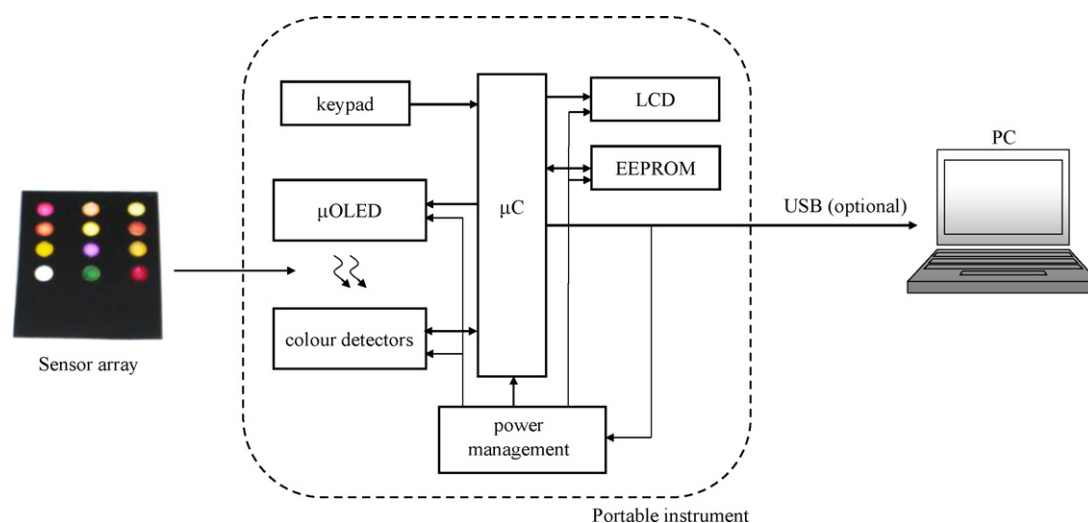 keypad
LCD
PC
EEPROM
μOLED
μC
USB (optional)
colour detectors
Sensor array
power
management
Portable instrument